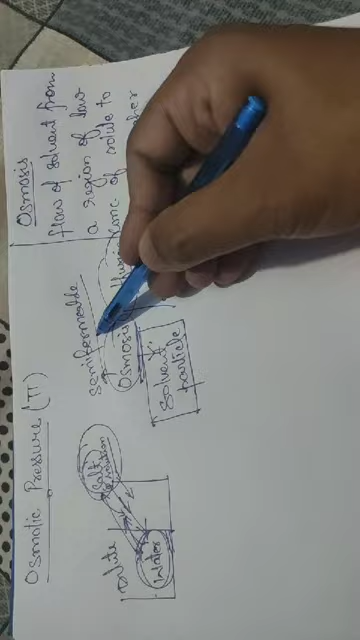 Osmotic Pressure (π)
Dilute
Water
Salt
solution
Semipermeable
Osmosis
Solvent
particle
Osmosis
flow of solvent from
a region of low
conc of solute to